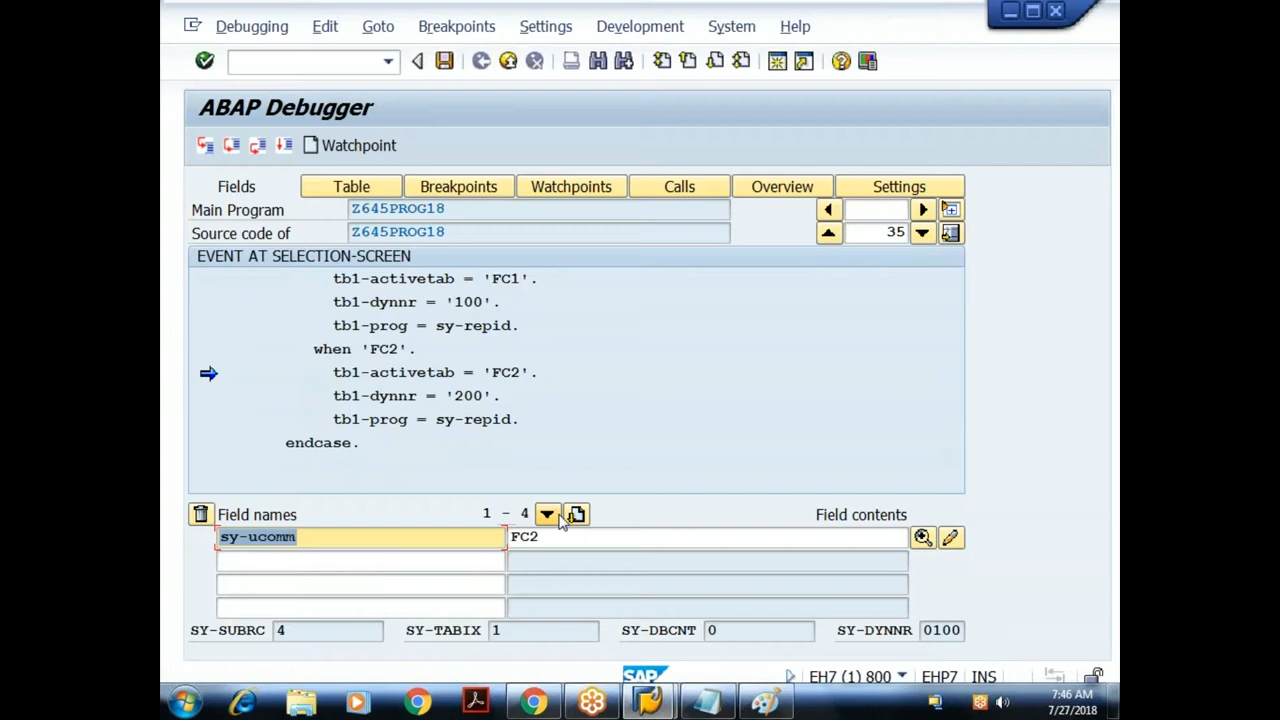 Debugging Edit Goto Breakpoints Settings Development System Help
ABAP Debugger
Watchpoint
Fields Table Breakpoints Watchpoints Calls Overview Settings
Main Program Z645PROG18
Source code of Z645PROG18 35
EVENT AT SELECTION-SCREEN
tb1-activetab = 'FC1'.
tb1-dynnr = '100'.
tb1-prog = sy-repid.
when 'FC2'.
tb1-activetab = 'FC2'.
tb1-dynnr = '200'.
tb1-prog = sy-repid.
endcase.
Field names 1 - 4 Field contents
sy-ucomm FC2
SY-SUBRC 4 SY-TABIX 1 SY-DBCNT 0 SY-DYNNR 0100
SAP EH7 (1) 800 EHP7 INS
7:46 AM
7/27/2018